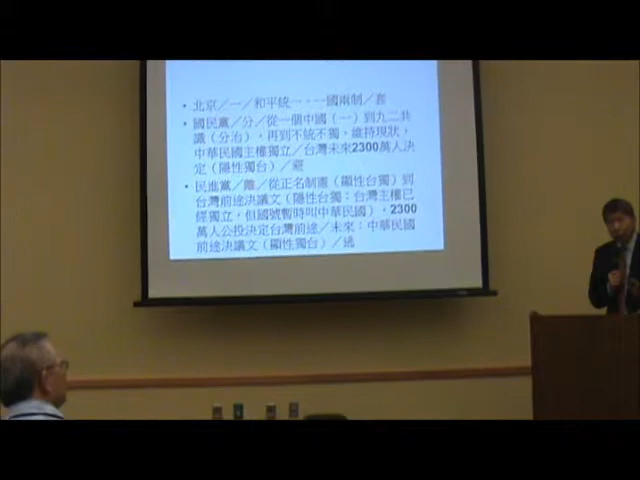 • 北京／一／和平統一．一國兩制／套
• 國民黨／分／從一個中國（一）到九二共
識（分治），再到不統不獨，維持現狀，
中華民國主權獨立／台灣未來2300萬人決
定（隱性獨台）／避
• 民進黨／離／從正名制憲（顯性台獨）到
台灣前途決議文（隱性台獨：台灣主權已
經獨立，但國號暫時叫中華民國），2300
萬人公投決定台灣前途／未來：中華民國
前途決議文（顯性獨台）／逃